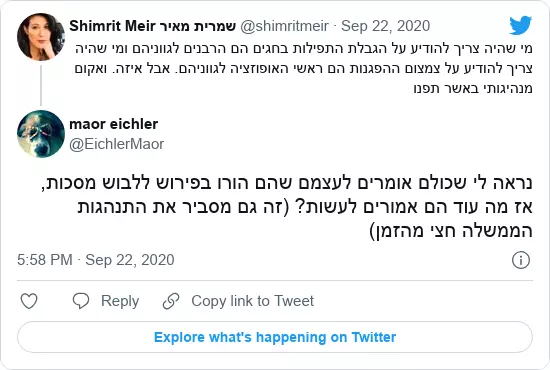 Shimrit Meir שמרית מאיר @shimritmeir · Sep 22, 2020
מי שהיה צריך להודיע על הגבלת התפילות בחגים הם הרבנים לגווניהם ומי שהיה
צריך להודיע על צמצום ההפגנות הם ראשי האופוזציה לגווניהם. אבל איזה. ואקום
מנהיגותי באשר תפנו
maor eichler
@EichlerMaor
נראה לי שכולם אומרים לעצמם שהם הורו בפירוש ללבוש מסכות,
אז מה עוד הם אמורים לעשות? (זה גם מסביר את התנהגות
הממשלה חצי מהזמן)
5:58 PM · Sep 22, 2020
Reply
Copy link to Tweet
Explore what's happening on Twitter